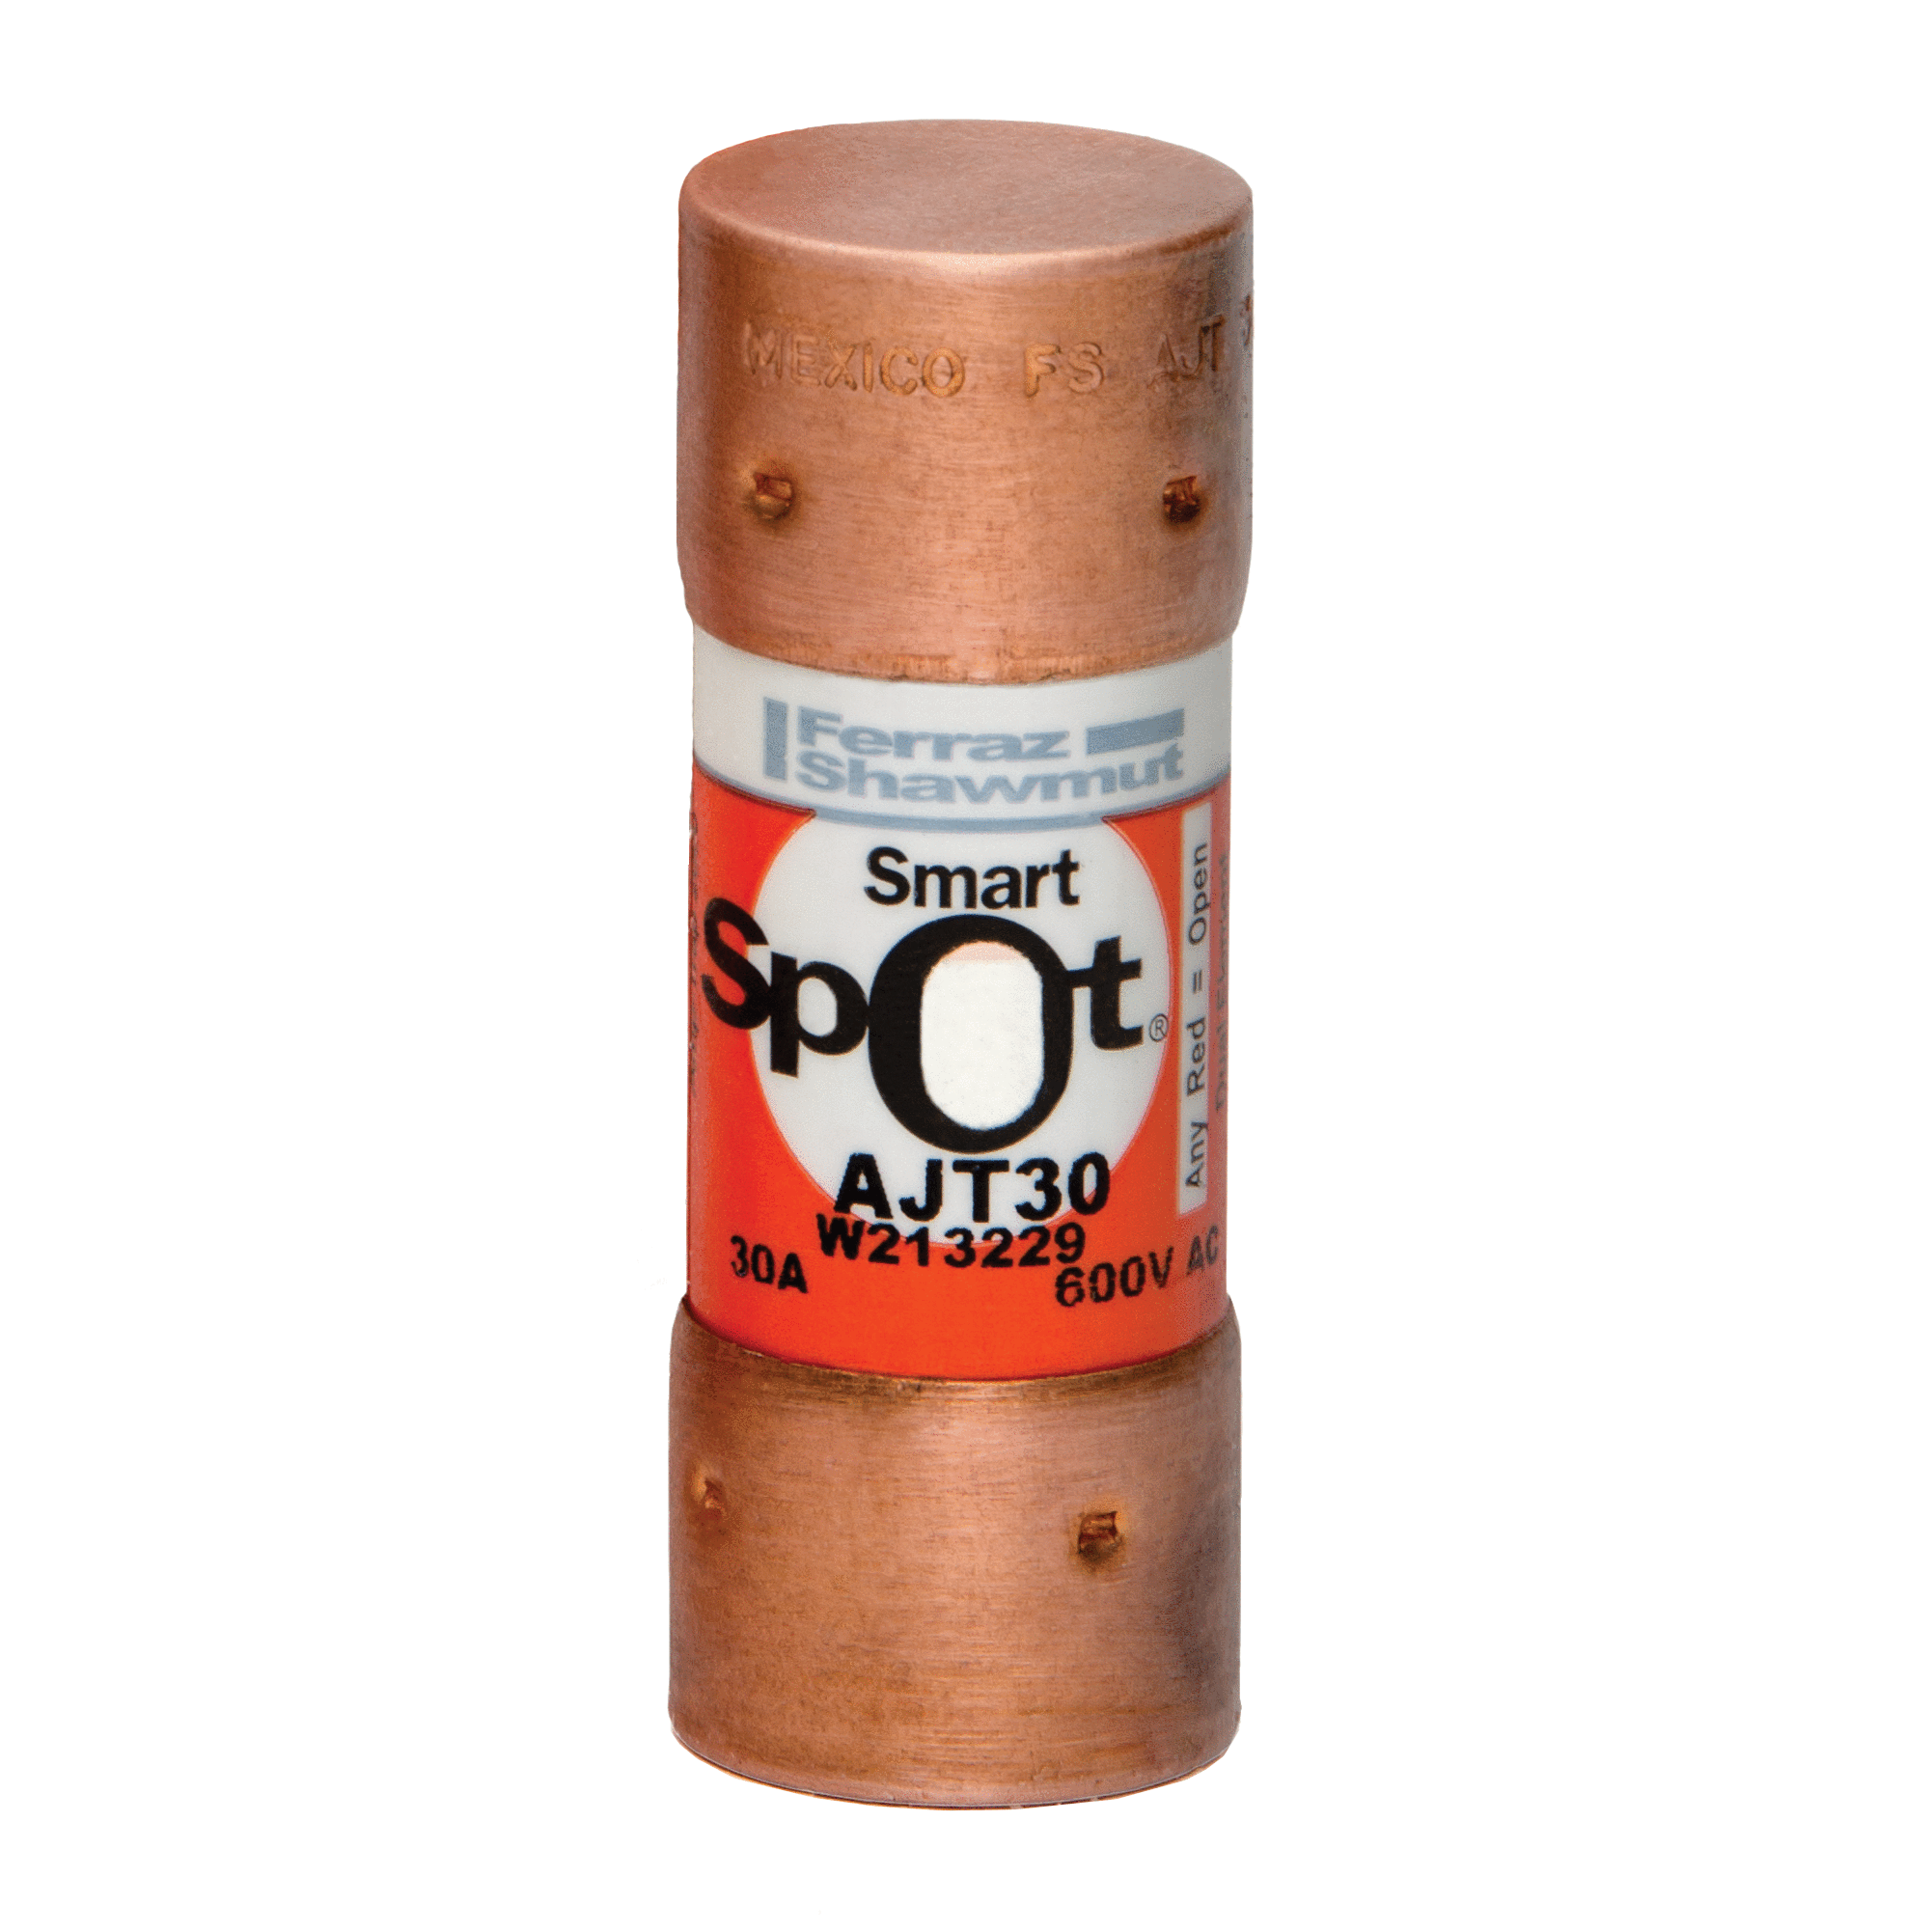 MEXICO FS AJT
Ferraz
Shawmut
Smart
SpOt®
AJT30
W213229
30A
600V AC
Any Red = Open